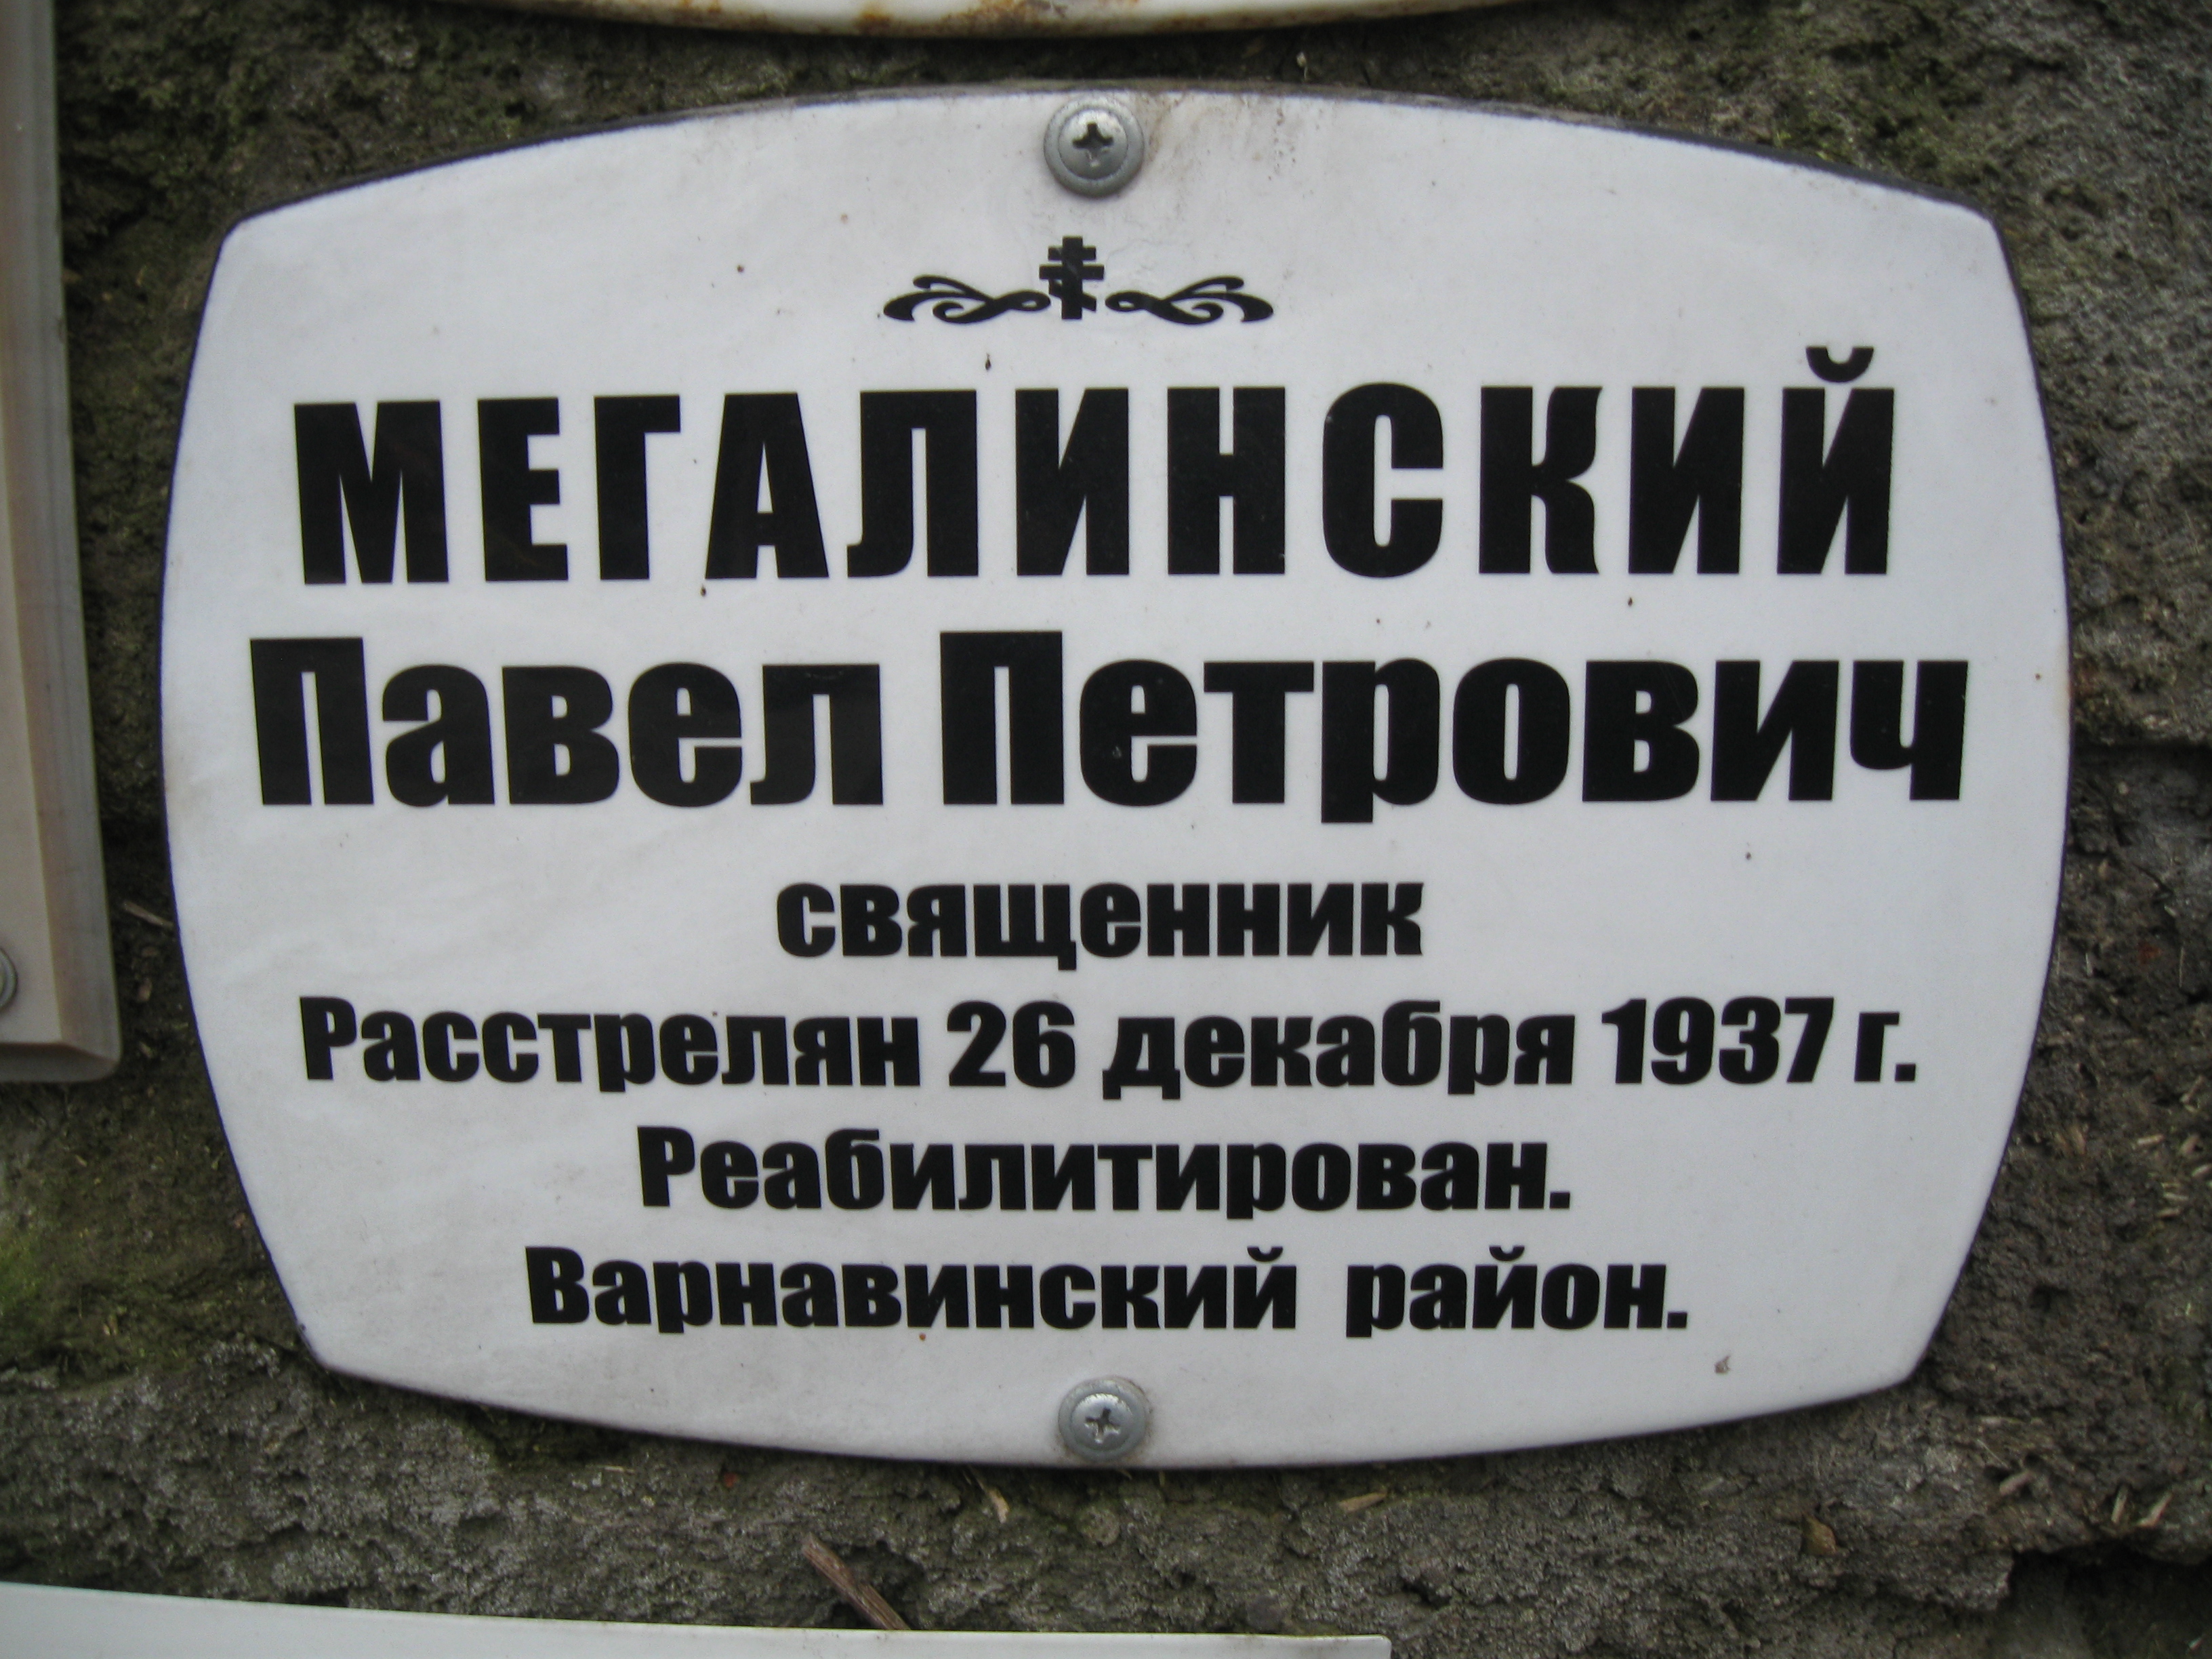 МЕГАЛИНСКИЙ
Павел Петрович
священник
Расстрелян 26 декабря 1937 г.
Реабилитирован.
Варнавинский район.